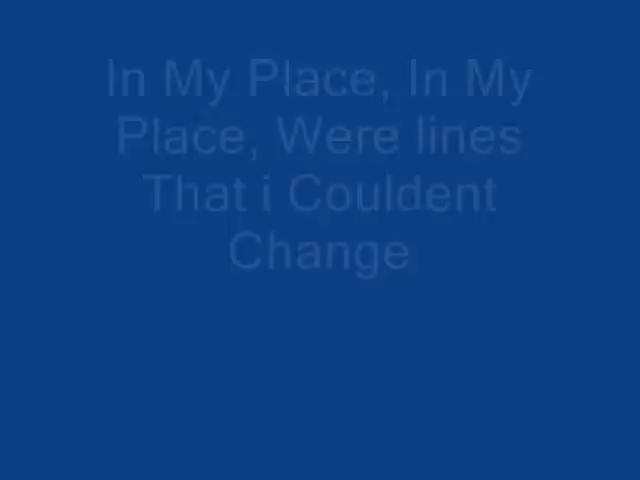 In My Place, In My
Place, Were lines
That i Couldent
Change